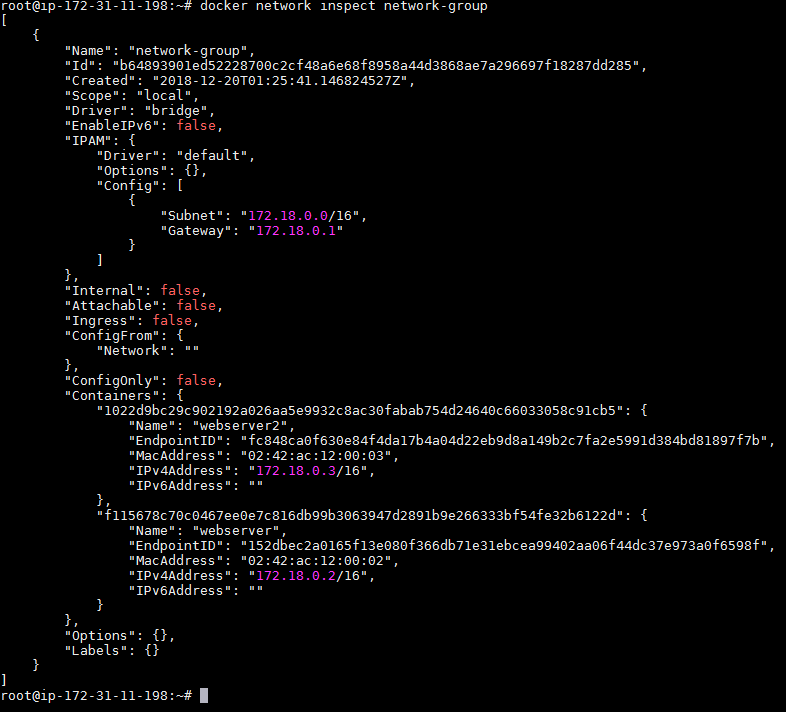 root@ip-172-31-11-198:~# docker network inspect network-group
[
    {
        "Name": "network-group",
        "Id": "b64893901ed52228700c2cf48a6e68f8958a44d3868ae7a296697f18287dd285",
        "Created": "2018-12-20T01:25:41.146824527Z",
        "Scope": "local",
        "Driver": "bridge",
        "EnableIPv6": false,
        "IPAM": {
            "Driver": "default",
            "Options": {},
            "Config": [
                {
                    "Subnet": "172.18.0.0/16",
                    "Gateway": "172.18.0.1"
                }
            ]
        },
        "Internal": false,
        "Attachable": false,
        "Ingress": false,
        "ConfigFrom": {
            "Network": ""
        },
        "ConfigOnly": false,
        "Containers": {
            "1022d9bc29c902192a026aa5e9932c8ac30fabab754d24640c66033058c91cb5": {
                "Name": "webserver2",
                "EndpointID": "fc848ca0f630e84f4da17b4a04d22eb9d8a149b2c7fa2e5991d384bd81897f7b",
                "MacAddress": "02:42:ac:12:00:03",
                "IPv4Address": "172.18.0.3/16",
                "IPv6Address": ""
            },
            "f115678c70c0467ee0e7c816db99b3063947d2891b9e266333bf54fe32b6122d": {
                "Name": "webserver",
                "EndpointID": "152dbec2a0165f13e080f366db71e31ebcea99402aa06f44dc37e973a0f6598f",
                "MacAddress": "02:42:ac:12:00:02",
                "IPv4Address": "172.18.0.2/16",
                "IPv6Address": ""
            }
        },
        "Options": {},
        "Labels": {}
    }
]
root@ip-172-31-11-198:~#